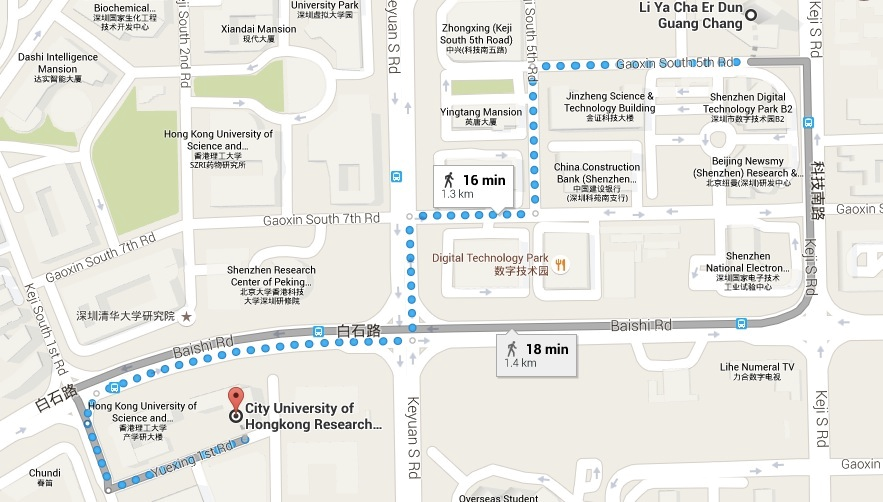 Biochemical...
深圳国家生化工程
技术开发中心
University Park
深圳虚拟大学园
Li Ya Cha Er Dun
Guang Chang
Keji S Rd
Xiandai Mansion
现代大厦
Zhongxing (Keji
South 5th Road)
中兴(科技南五路)
Keyuan S Rd
Dashi Intelligence
Mansion
达实智能大厦
Gaoxin South 5th Rd
Jinzheng Science &
Technology Building
金证科技大楼
Shenzhen Digital
Technology Park B2
深圳市数字技术园B2
Yingtang Mansion
英唐大厦
Hong Kong University of
Science and...
香港理工大学
SZRI药物研究所
China Construction
Bank (Shenzhen...
中国建设银行
(深圳科苑南支行)
Beijing Newsmy
(Shenzhen) Research &...
北京纽曼(深圳)研发中心
16 min
1.3 km
科技南路
Gaoxin South 7th Rd
Gaoxin S
Gaoxin South 7th Rd
Digital Technology Park
数字技术园
Shenzhen
National Electron...
深圳国家电子技术
工业试验中心
Keji S Rd
Shenzhen Research
Center of Peking...
北京大学香港科技
大学深圳研修院
Keji South 1st Rd
深圳清华大学研究院
白石路
Baishi Rd
Baishi Rd
18 min
1.4 km
Lihe Numeral TV
力合数字电视
白石路
Hong Kong University of
Science and...
香港理工大学
产学研大楼
City University of
Hongkong Research...
Keyuan S Rd
Keji S Rd
Yuexing 1st Rd
Chundi
春笛
Overseas Student